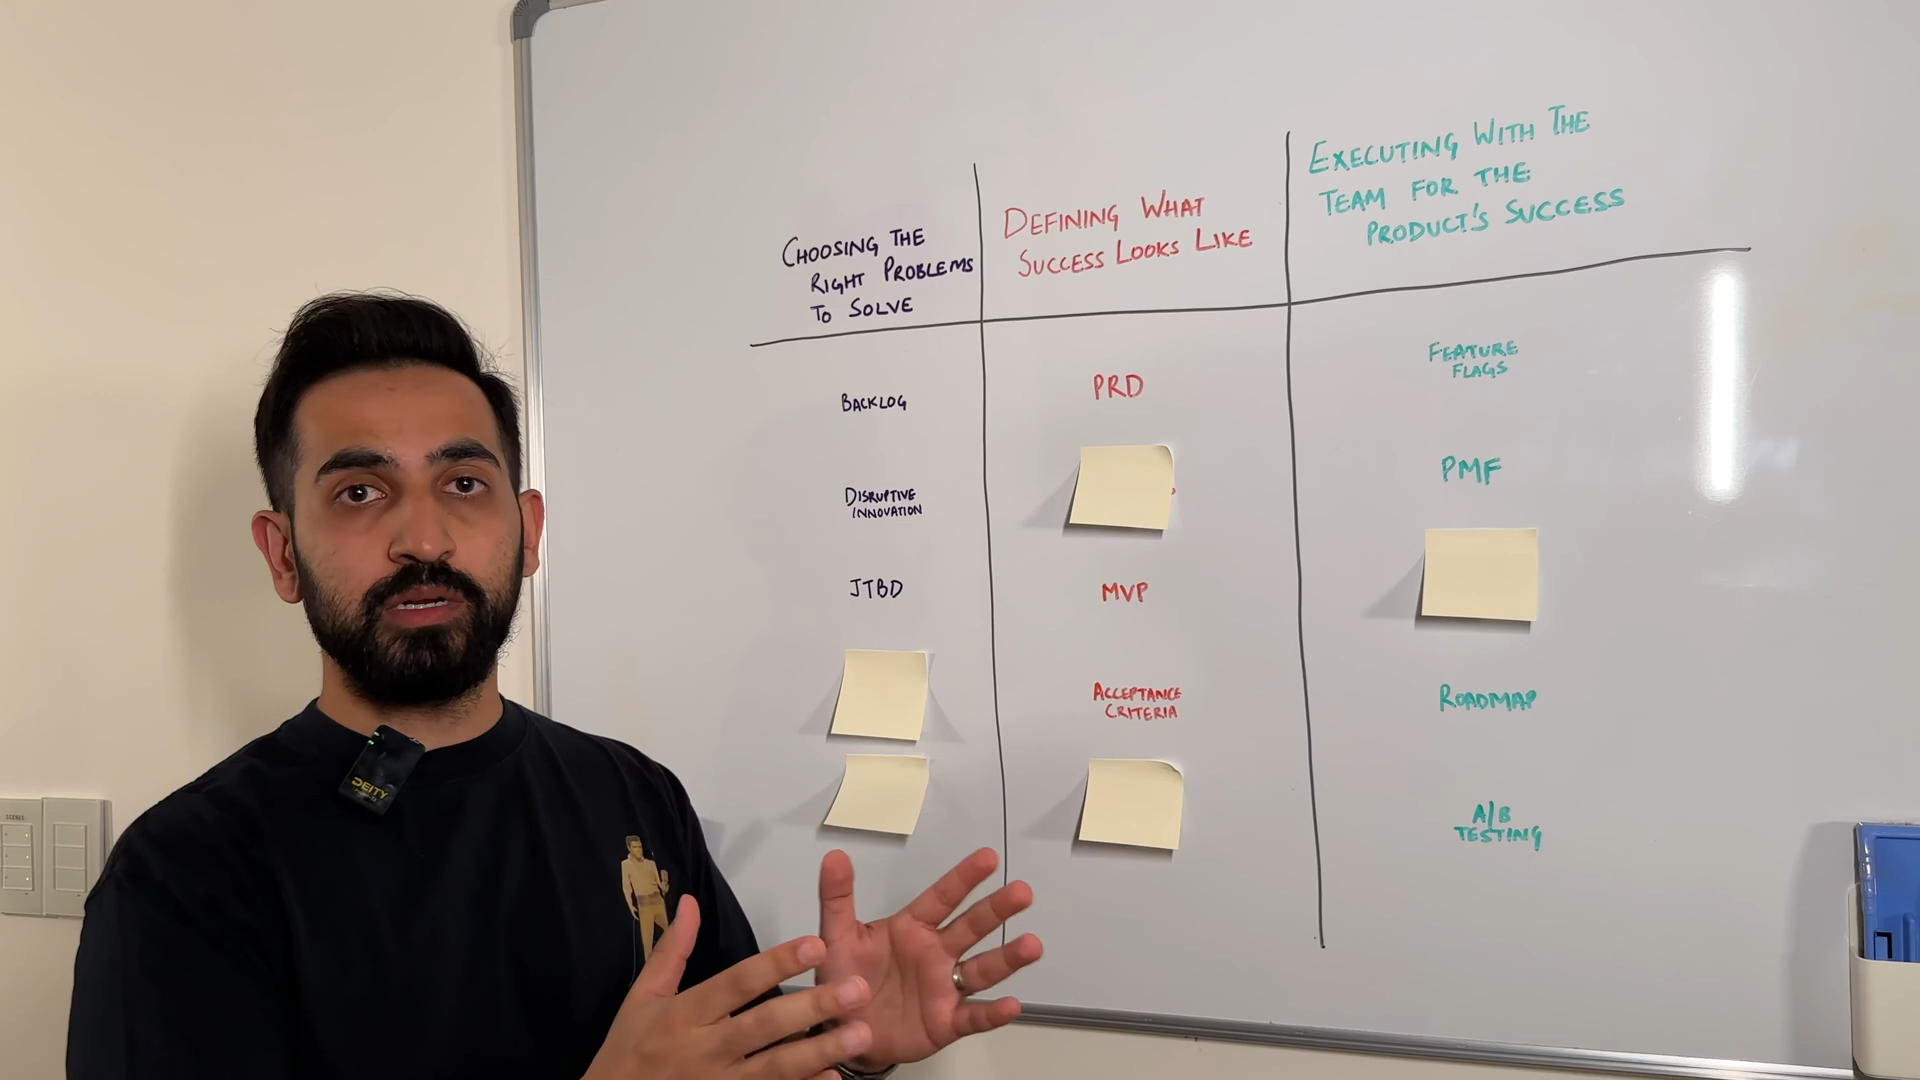 CHOOSING THE
RIGHT PROBLEMS
TO SOLVE
BACKLOG
DISRUPTIVE
INNOVATION
JTBD
DEFINING WHAT
SUCCESS LOOKS LIKE
PRD
MVP
ACCEPTANCE
CRITERIA
EXECUTING WITH THE
TEAM FOR THE
PRODUCT'S SUCCESS
FEATURE
FLAGS
PMF
ROADMAP
A/B
TESTING
DEITY
SCENES